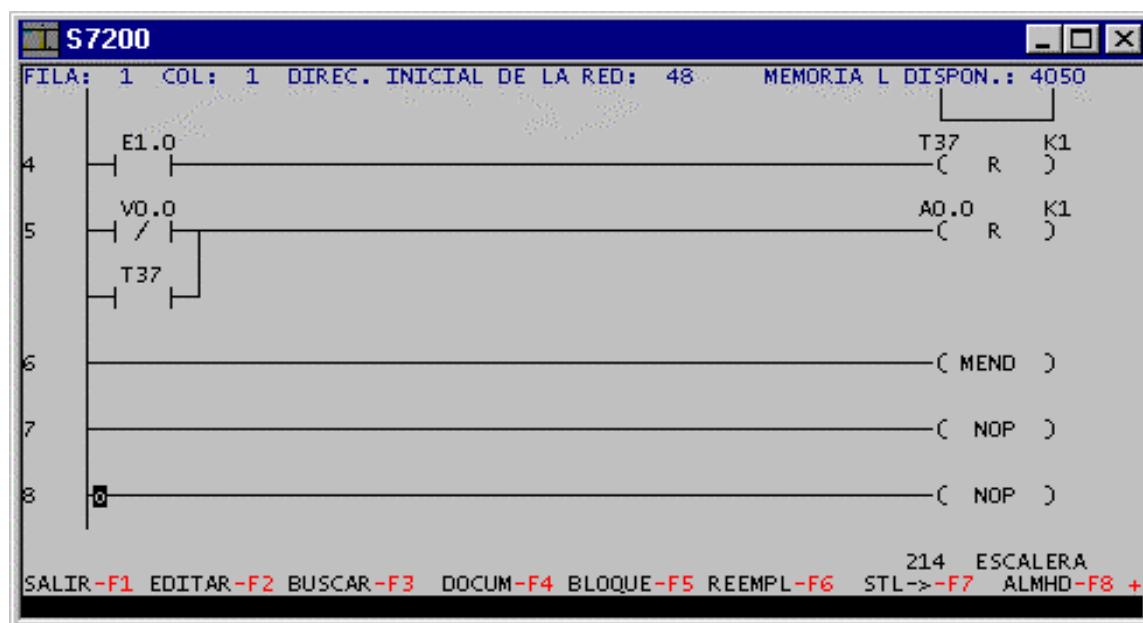 S7200
FILA: 1 COL: 1 DIREC. INICIAL DE LA RED: 48 MEMORIA L DISPON.: 4050
E1.0 T37 K1
4 R
V0.0 A0.0 K1
5 / R
T37
6 ( MEND )
7 ( NOP )
8 o ( NOP )
214 ESCALERA
SALIR-F1 EDITAR-F2 BUSCAR-F3 DOCUM-F4 BLOQUE-F5 REEMPL-F6 STL->-F7 ALMHD-F8 +